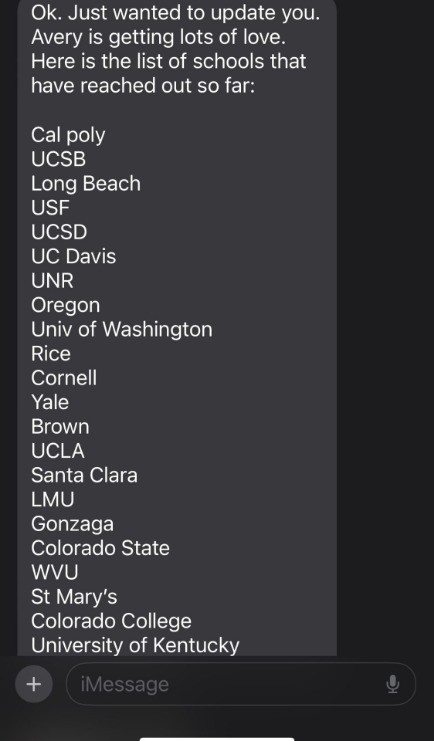 Ok. Just wanted to update you.
Avery is getting lots of love.
Here is the list of schools that
have reached out so far:
Cal poly
UCSB
Long Beach
USF
UCSD
UC Davis
UNR
Oregon
Univ of Washington
Rice
Cornell
Yale
Brown
UCLA
Santa Clara
LMU
Gonzaga
Colorado State
WVU
St Mary’s
Colorado College
University of Kentucky
iMessage